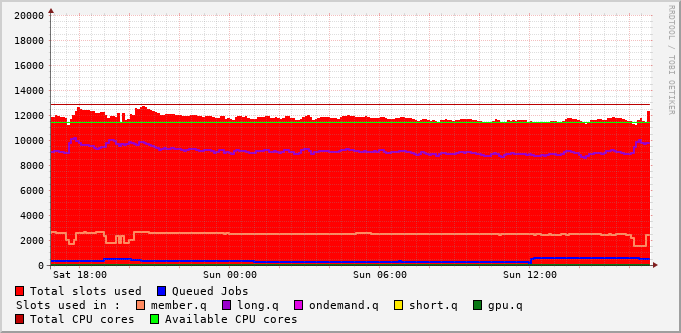 20000
18000
16000
14000
12000
10000
8000
6000
4000
2000
0
Sat 18:00 Sun 00:00 Sun 06:00 Sun 12:00
RRDTOOL / TOBI OETIKER
Total slots used Queued Jobs
Slots used in : member.q long.q ondemand.q short.q gpu.q
Total CPU cores Available CPU cores